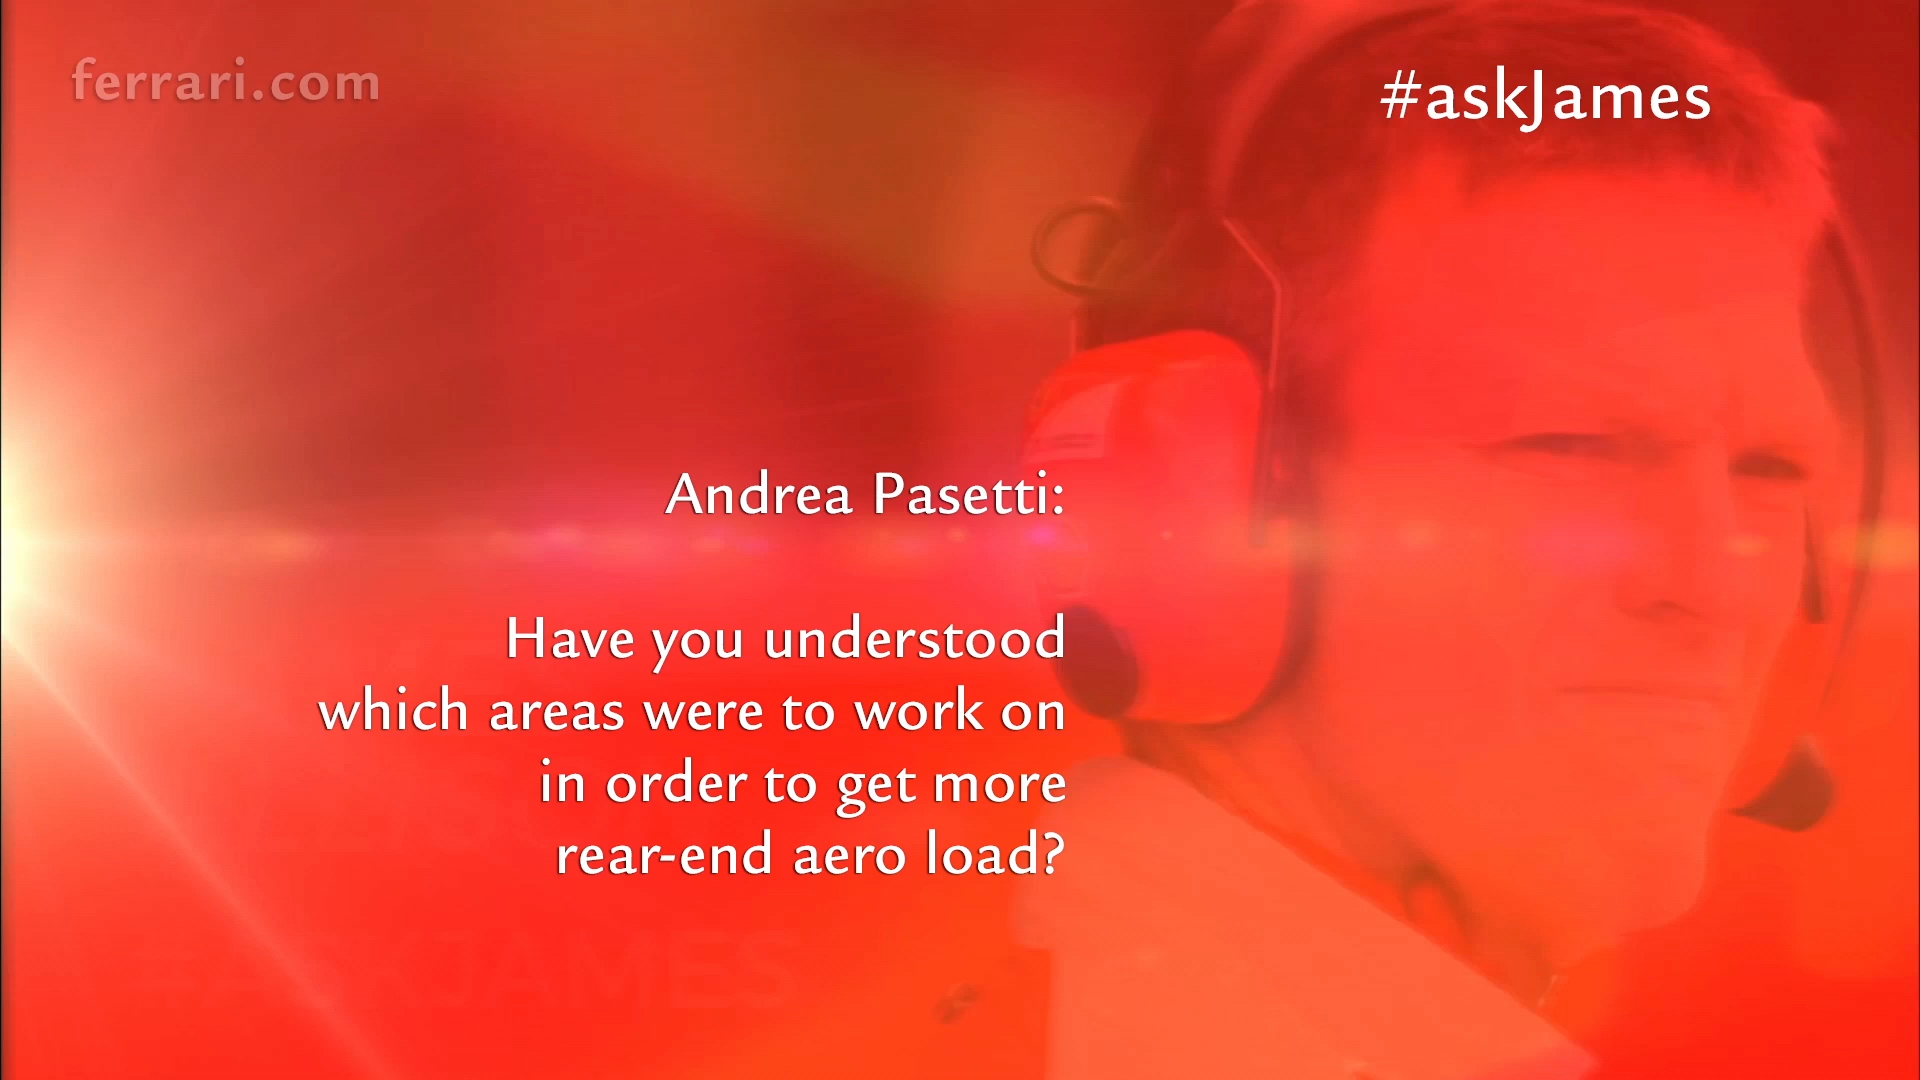 ferrari.com
#askJames
Andrea Pasetti:
Have you understood
which areas were to work on
in order to get more
rear-end aero load?
#ASKJAMES